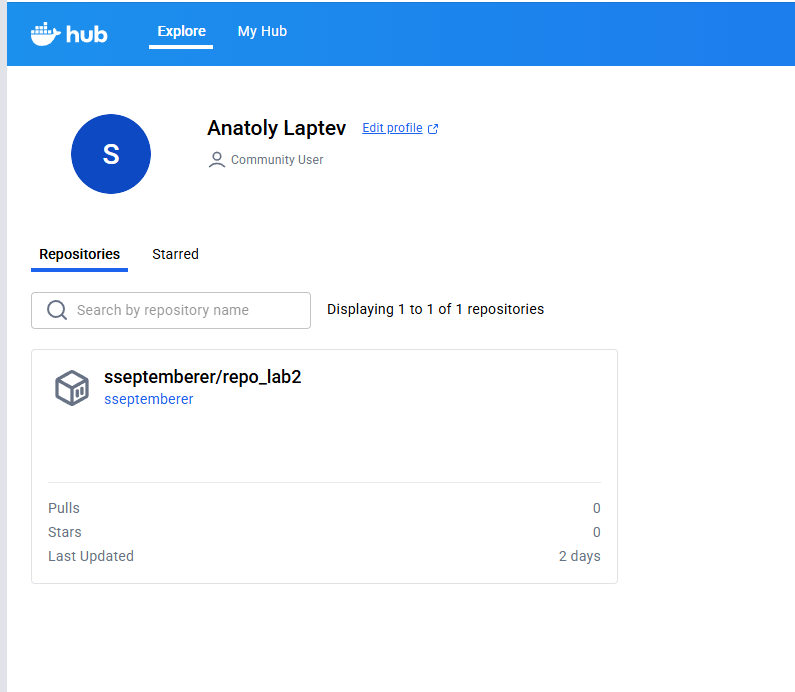 hub Explore My Hub
S
Anatoly Laptev Edit profile
Community User
Repositories Starred
Search by repository name Displaying 1 to 1 of 1 repositories
sseptemberer/repo_lab2
sseptemberer
Pulls 0
Stars 0
Last Updated 2 days